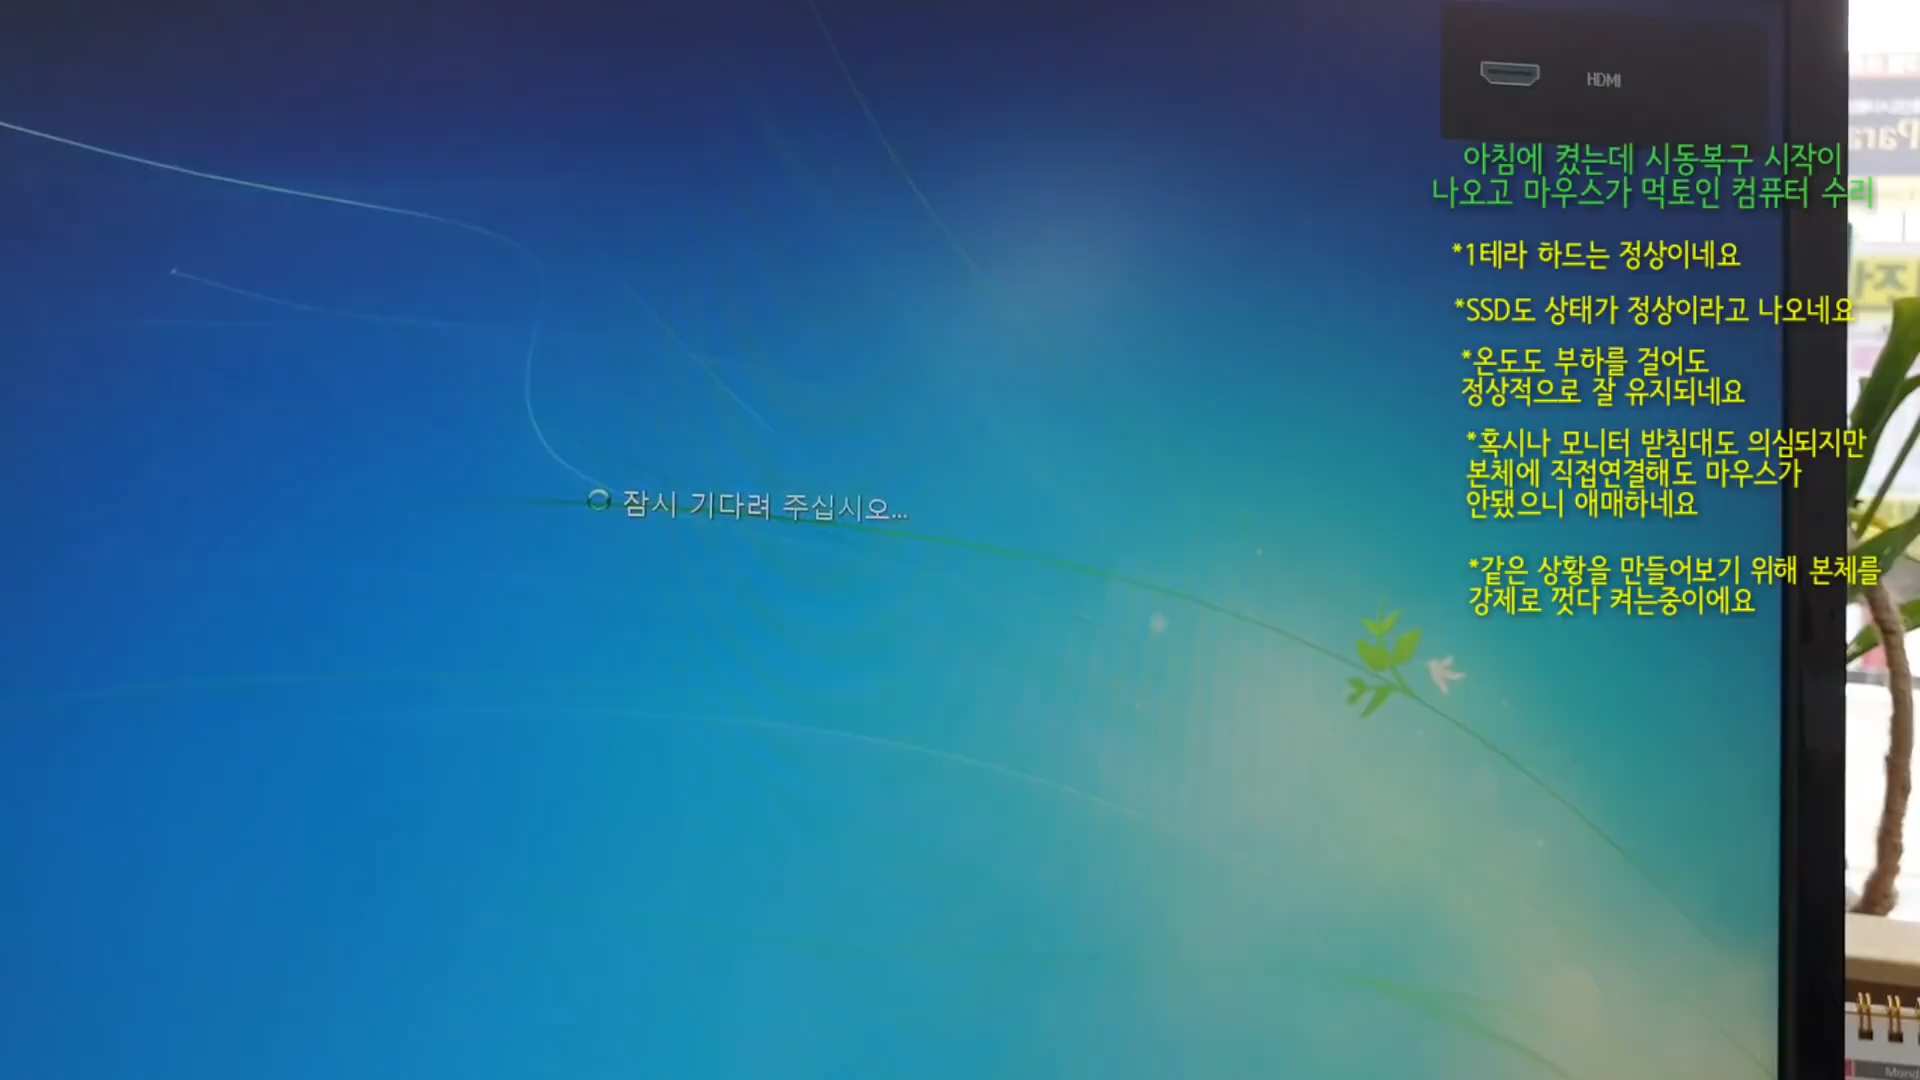 HDMI
아침에 켰는데 시동복구 시작이
나오고 마우스가 먹토인 컴퓨터 수리
*1테라 하드는 정상이네요
*SSD도 상태가 정상이라고 나오네요
*온도도 부하를 걸어도
정상적으로 잘 유지되네요
*혹시나 모니터 받침대도 의심되지만
본체에 직접연결해도 마우스가
안됐으니 애매하네요
잠시 기다려 주십시오...
*같은 상황을 만들어보기 위해 본체를
강제로 껏다 켜는중이에요